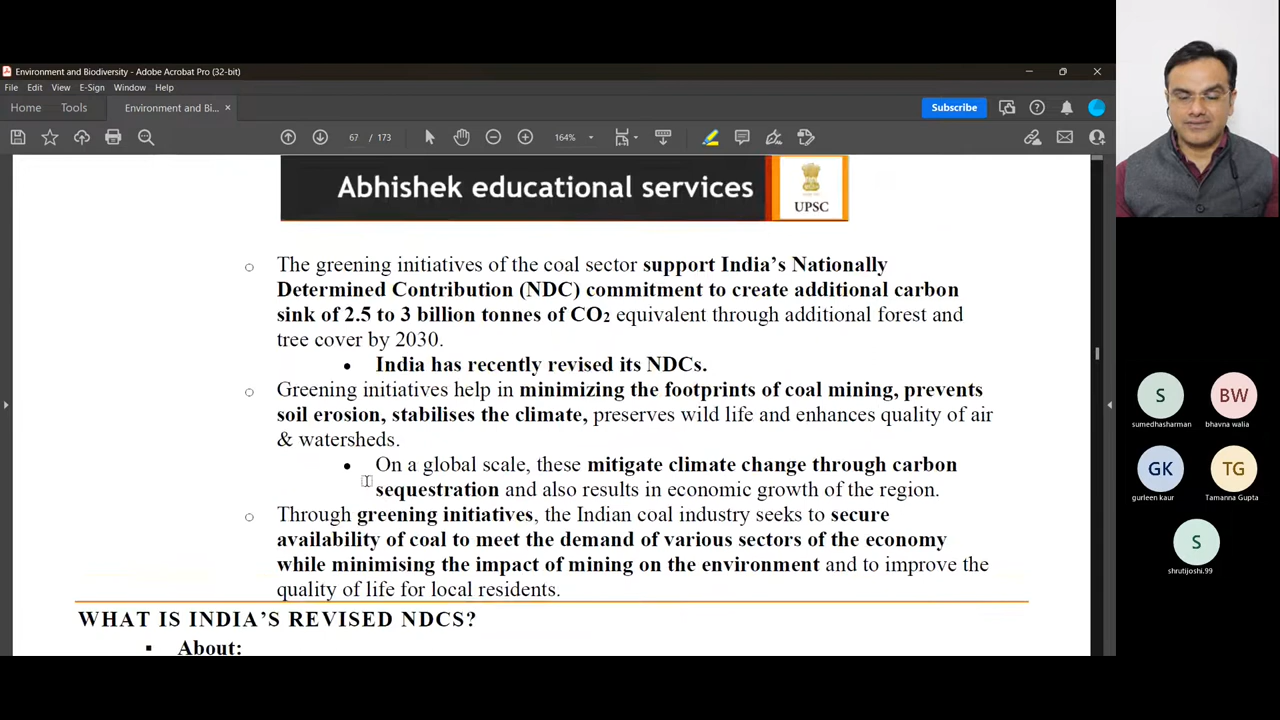 Environment and Biodiversity - Adobe Acrobat Pro (32-bit)
File Edit View E-Sign Window Help
Home Tools Environment and Bi... × Subscribe
67 / 173 164%
Abhishek educational services
UPSC
○ The greening initiatives of the coal sector support India's Nationally
Determined Contribution (NDC) commitment to create additional carbon
sink of 2.5 to 3 billion tonnes of CO₂ equivalent through additional forest and
tree cover by 2030.
• India has recently revised its NDCs.
○ Greening initiatives help in minimizing the footprints of coal mining, prevents
soil erosion, stabilises the climate, preserves wild life and enhances quality of air
& watersheds.
• On a global scale, these mitigate climate change through carbon
sequestration and also results in economic growth of the region.
○ Through greening initiatives, the Indian coal industry seeks to secure
availability of coal to meet the demand of various sectors of the economy
while minimising the impact of mining on the environment and to improve the
quality of life for local residents.
WHAT IS INDIA'S REVISED NDCS?
▪ About:
S BW
sumedhasharman bhavna walia
GK TG
gurleen kaur Tamanna Gupta
S
shrutijoshi.99